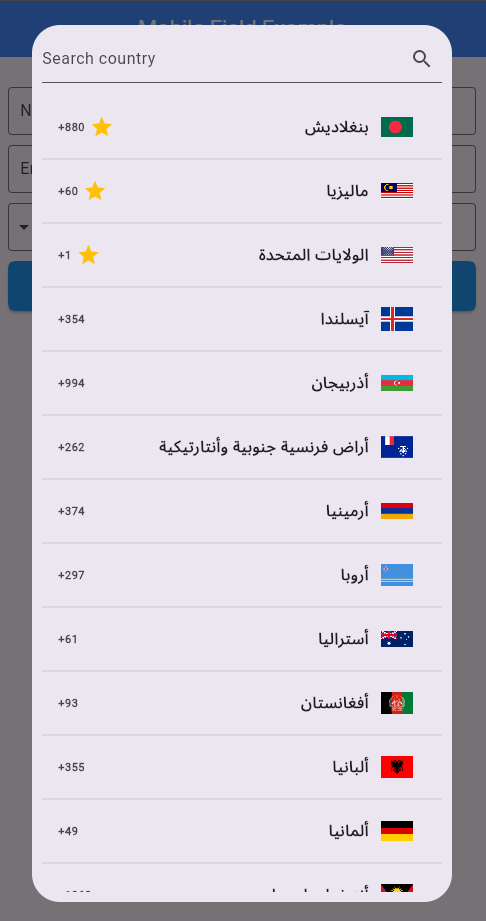 Mobile Field Example
Search country
بنغلاديش
+880
ماليزيا
+60
الولايات المتحدة
+1
آيسلندا
+354
أذربيجان
+994
أراض فرنسية جنوبية وأنتارتيكية
+262
أرمينيا
+374
أروبا
+297
أستراليا
+61
أفغانستان
+93
ألبانيا
+355
ألمانيا
+49